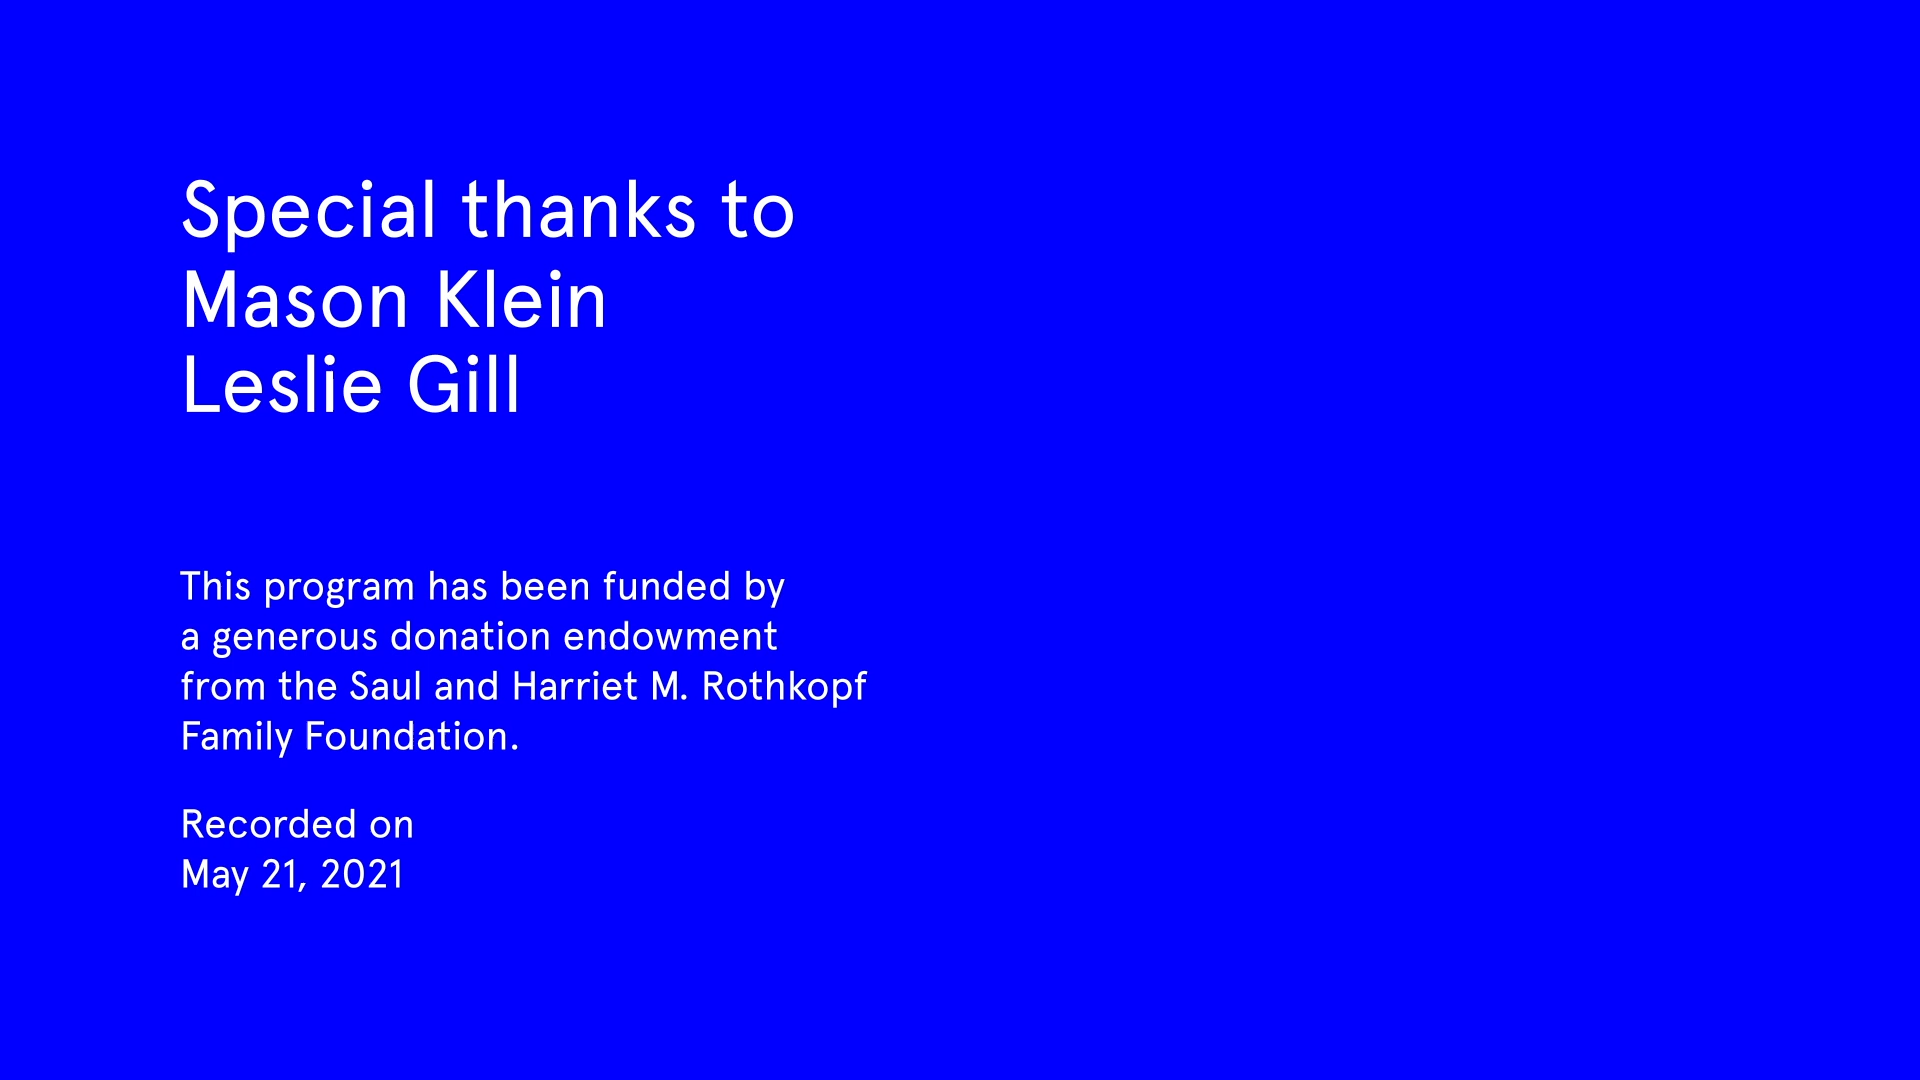 Special thanks to
Mason Klein
Leslie Gill
This program has been funded by
a generous donation endowment
from the Saul and Harriet M. Rothkopf
Family Foundation.
Recorded on
May 21, 2021